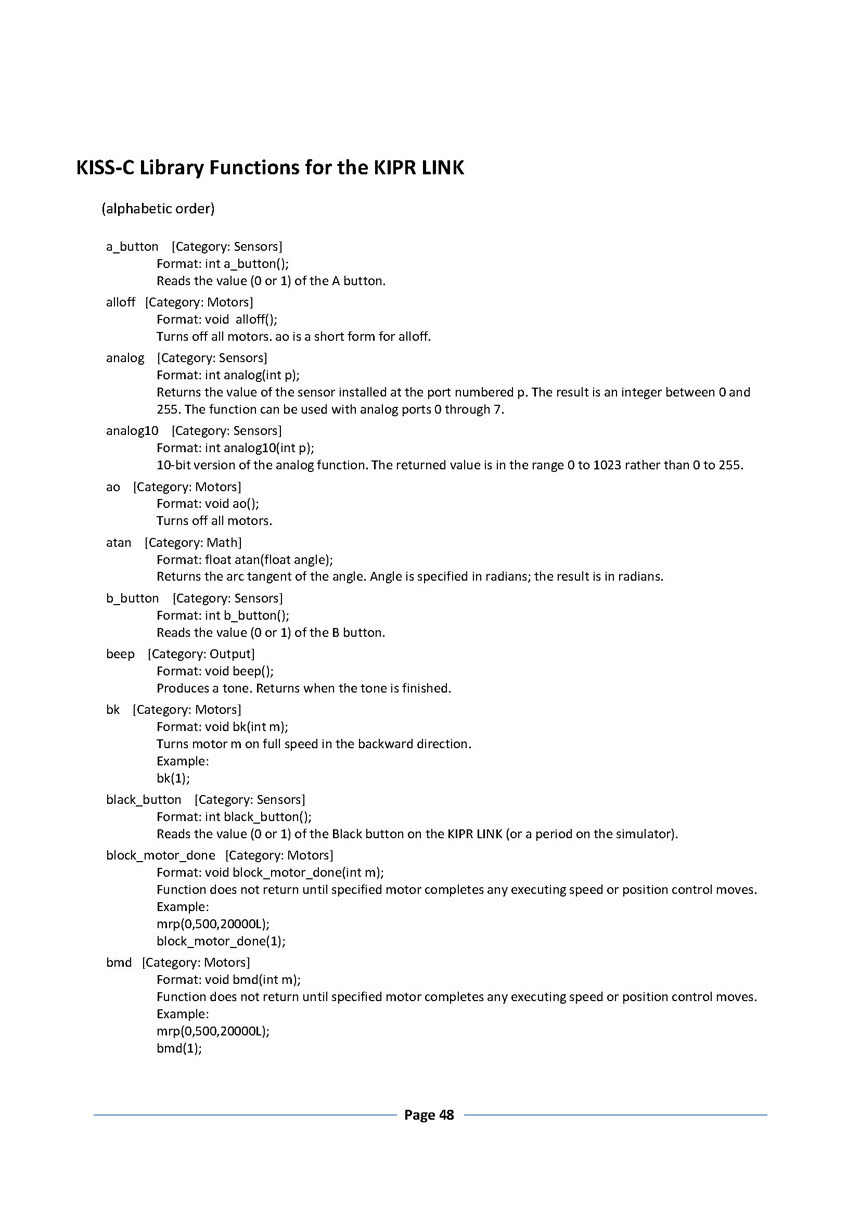 KISS-C Library Functions for the KIPR LINK
(alphabetic order)
a_button [Category: Sensors]
Format: int a_button();
Reads the value (0 or 1) of the A button.
alloff [Category: Motors]
Format: void alloff();
Turns off all motors. ao is a short form for alloff.
analog [Category: Sensors]
Format: int analog(int p);
Returns the value of the sensor installed at the port numbered p. The result is an integer between 0 and
255. The function can be used with analog ports 0 through 7.
analog10 [Category: Sensors]
Format: int analog10(int p);
10-bit version of the analog function. The returned value is in the range 0 to 1023 rather than 0 to 255.
ao [Category: Motors]
Format: void ao();
Turns off all motors.
atan [Category: Math]
Format: float atan(float angle);
Returns the arc tangent of the angle. Angle is specified in radians; the result is in radians.
b_button [Category: Sensors]
Format: int b_button();
Reads the value (0 or 1) of the B button.
beep [Category: Output]
Format: void beep();
Produces a tone. Returns when the tone is finished.
bk [Category: Motors]
Format: void bk(int m);
Turns motor m on full speed in the backward direction.
Example:
bk(1);
black_button [Category: Sensors]
Format: int black_button();
Reads the value (0 or 1) of the Black button on the KIPR LINK (or a period on the simulator).
block_motor_done [Category: Motors]
Format: void block_motor_done(int m);
Function does not return until specified motor completes any executing speed or position control moves.
Example:
mrp(0,500,20000L);
block_motor_done(1);
bmd [Category: Motors]
Format: void bmd(int m);
Function does not return until specified motor completes any executing speed or position control moves.
Example:
mrp(0,500,20000L);
bmd(1);
Page 48